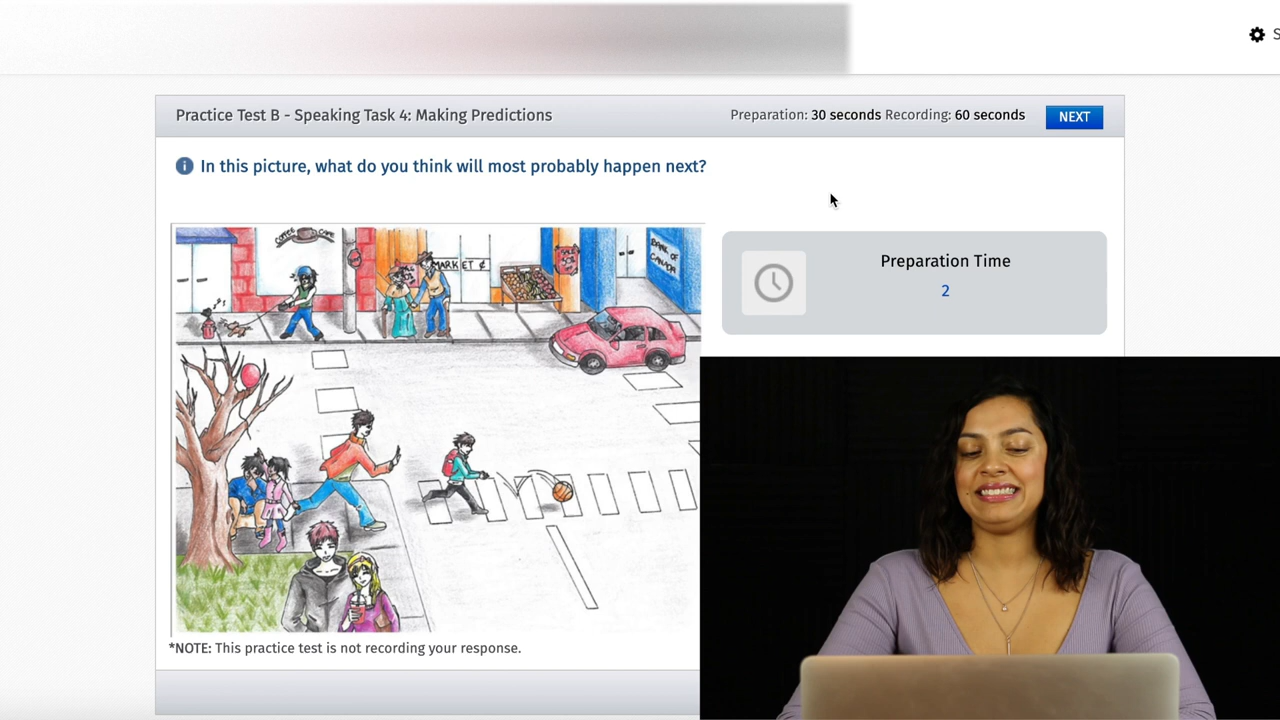 S
Practice Test B - Speaking Task 4: Making Predictions
Preparation: 30 seconds Recording: 60 seconds
NEXT
In this picture, what do you think will most probably happen next?
Preparation Time
2
COFFEE CAFE
MARKET
BANK OF
CANADA
*NOTE: This practice test is not recording your response.